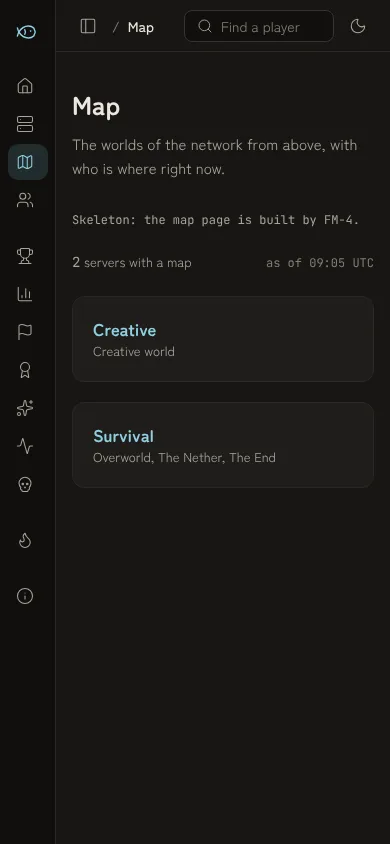 / Map
Find a player
Map
The worlds of the network from above, with
who is where right now.
Skeleton: the map page is built by FM-4.
2 servers with a map
as of 09:05 UTC
Creative
Creative world
Survival
Overworld, The Nether, The End